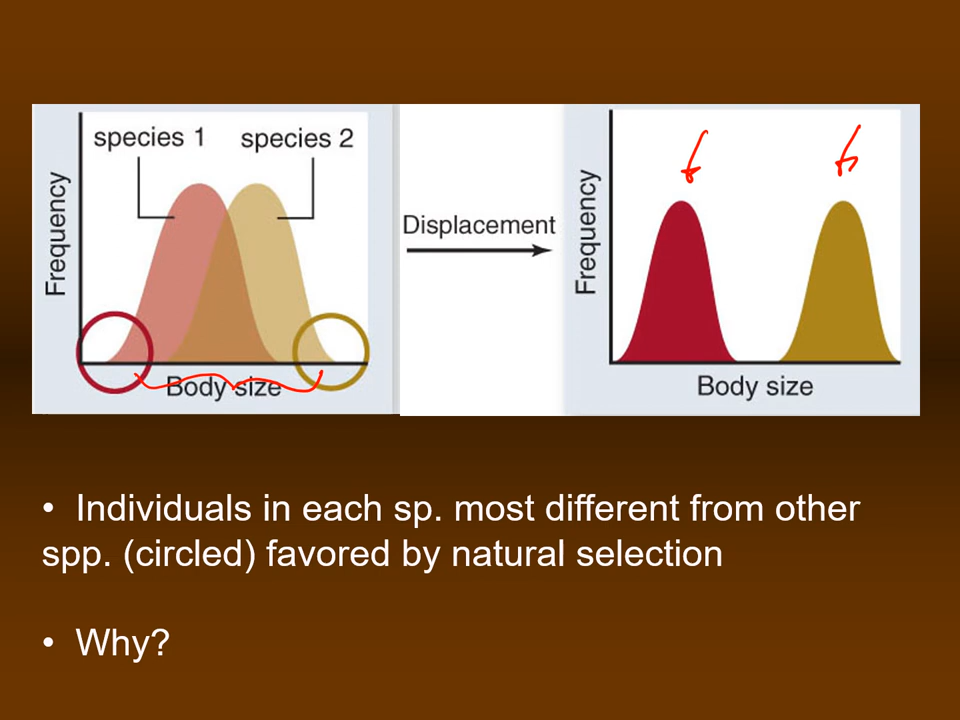 species 1
species 2
Frequency
Body size
Displacement
Frequency
Body size
• Individuals in each sp. most different from other
spp. (circled) favored by natural selection
• Why?